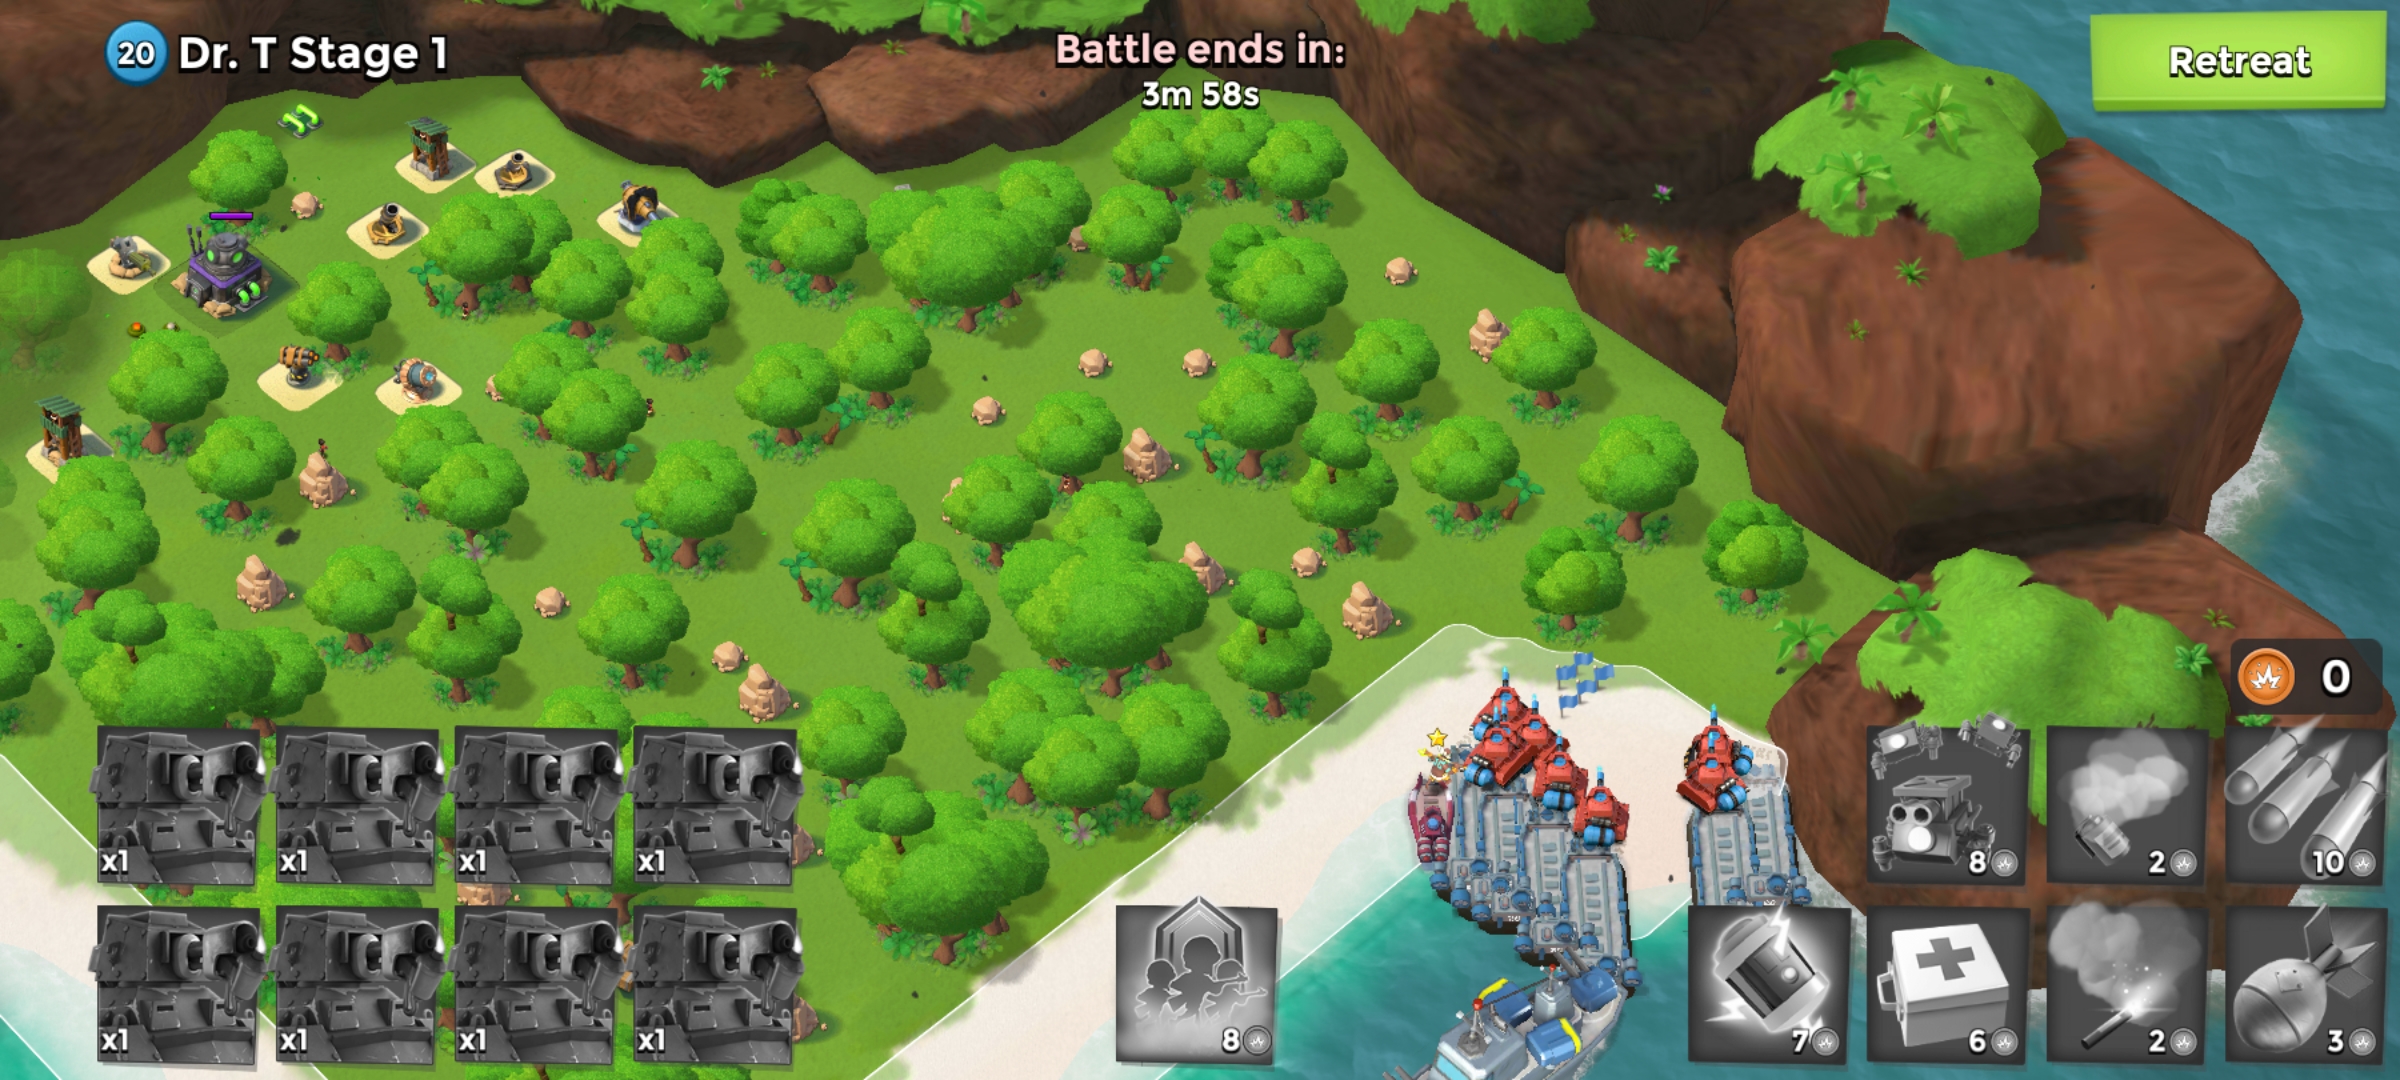 20 Dr. T Stage 1
Battle ends in:
3m 58s
Retreat
0
x1 x1 x1 x1
8 2 10
x1 x1 x1 x1
8 7 6 2 3